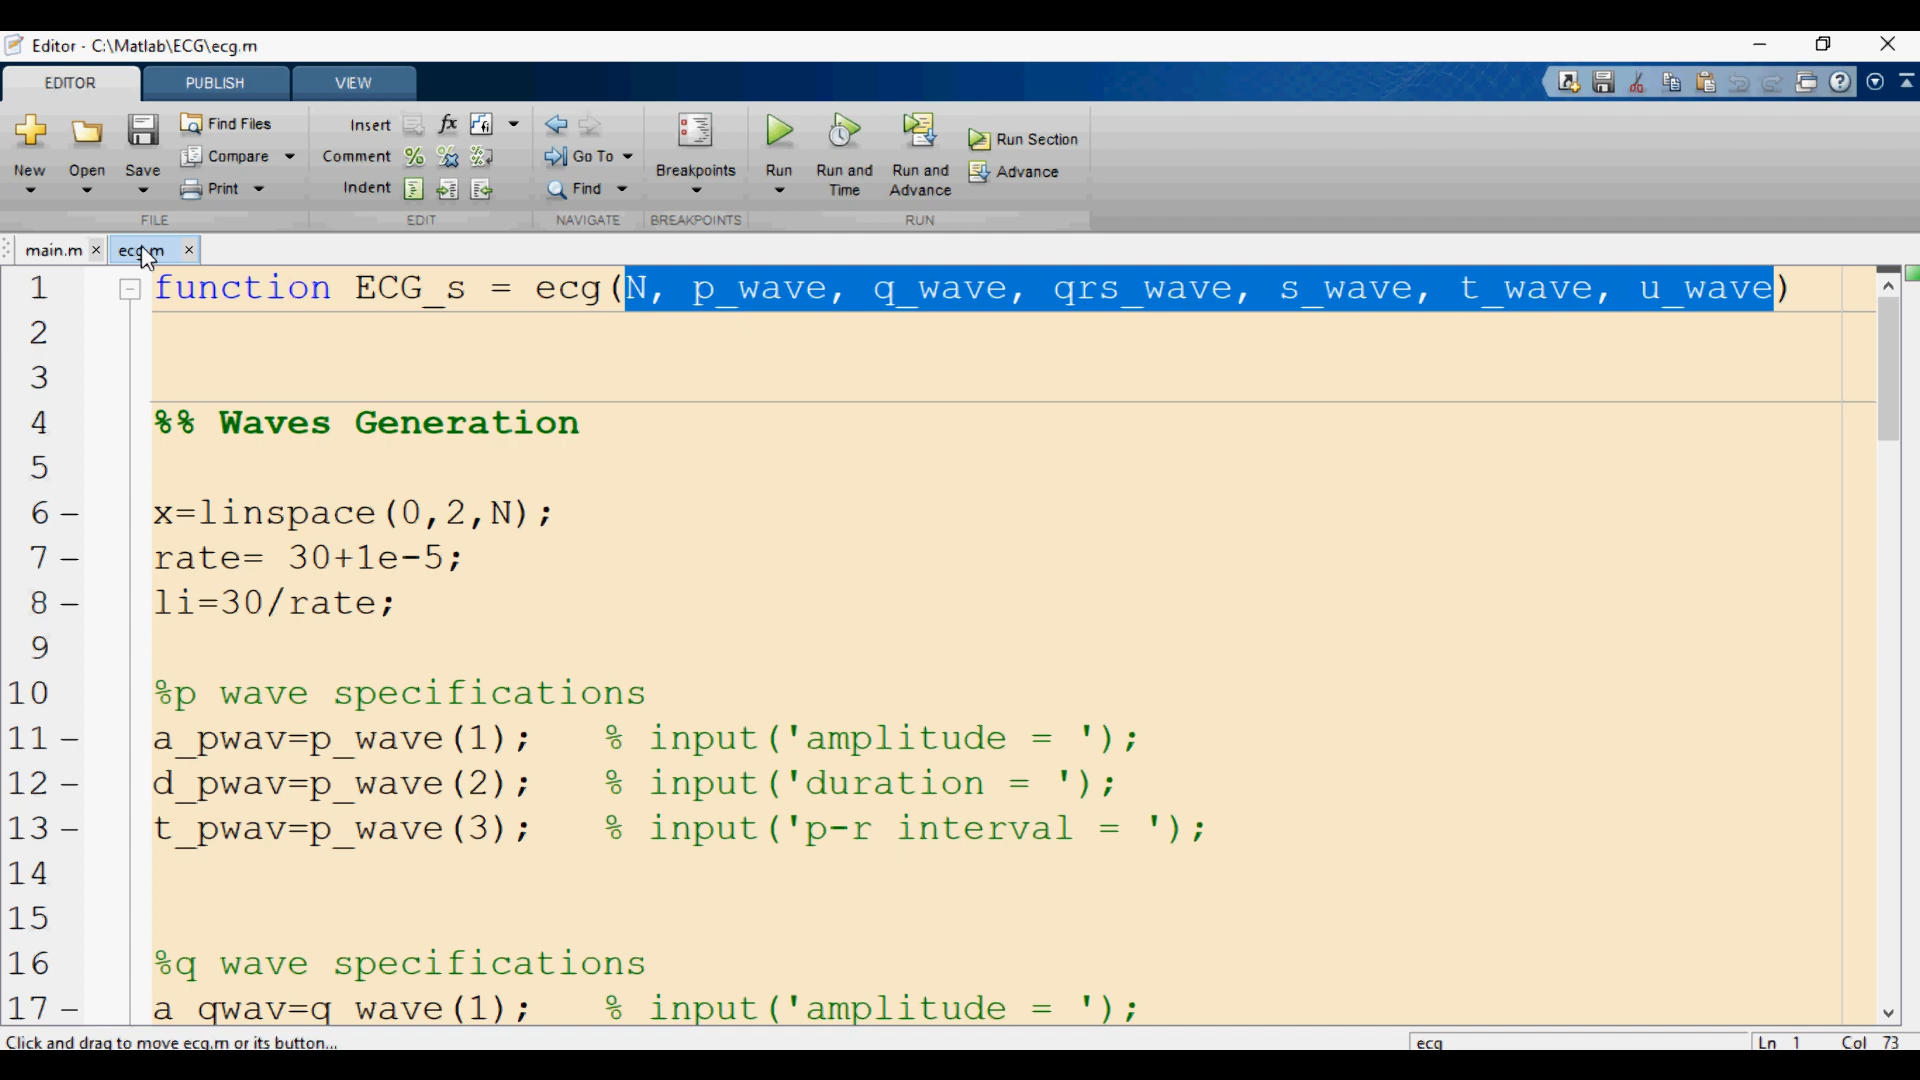 Editor - C:\Matlab\ECG\ecg.m
EDITOR PUBLISH VIEW
New
Open
Save
Find Files
Compare
Print
FILE
Insert fx
Comment
Indent
EDIT
Go To
Find
NAVIGATE
Breakpoints
BREAKPOINTS
Run
Run and Time
Run and Advance
Run Section
Advance
RUN
main.m ecg.m
1 function ECG_s = ecg(N, p_wave, q_wave, qrs_wave, s_wave, t_wave, u_wave)
2
3
4 %% Waves Generation
5
6 – x=linspace(0,2,N);
7 – rate= 30+1e-5;
8 – li=30/rate;
9
10 %p wave specifications
11 – a_pwav=p_wave(1); % input('amplitude = ');
12 – d_pwav=p_wave(2); % input('duration = ');
13 – t_pwav=p_wave(3); % input('p-r interval = ');
14
15
16 %q wave specifications
17 – a_qwav=q_wave(1); % input('amplitude = ');
Click and drag to move ecg.m or its button... ecg Ln 1 Col 73